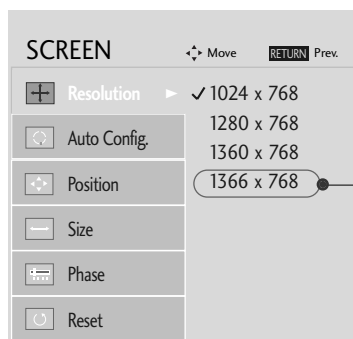 SCREEN
Move RETURN Prev.
Resolution ✓ 1024 x 768
1280 x 768
Auto Config.
1360 x 768
Position
1366 x 768
Size
Phase
Reset